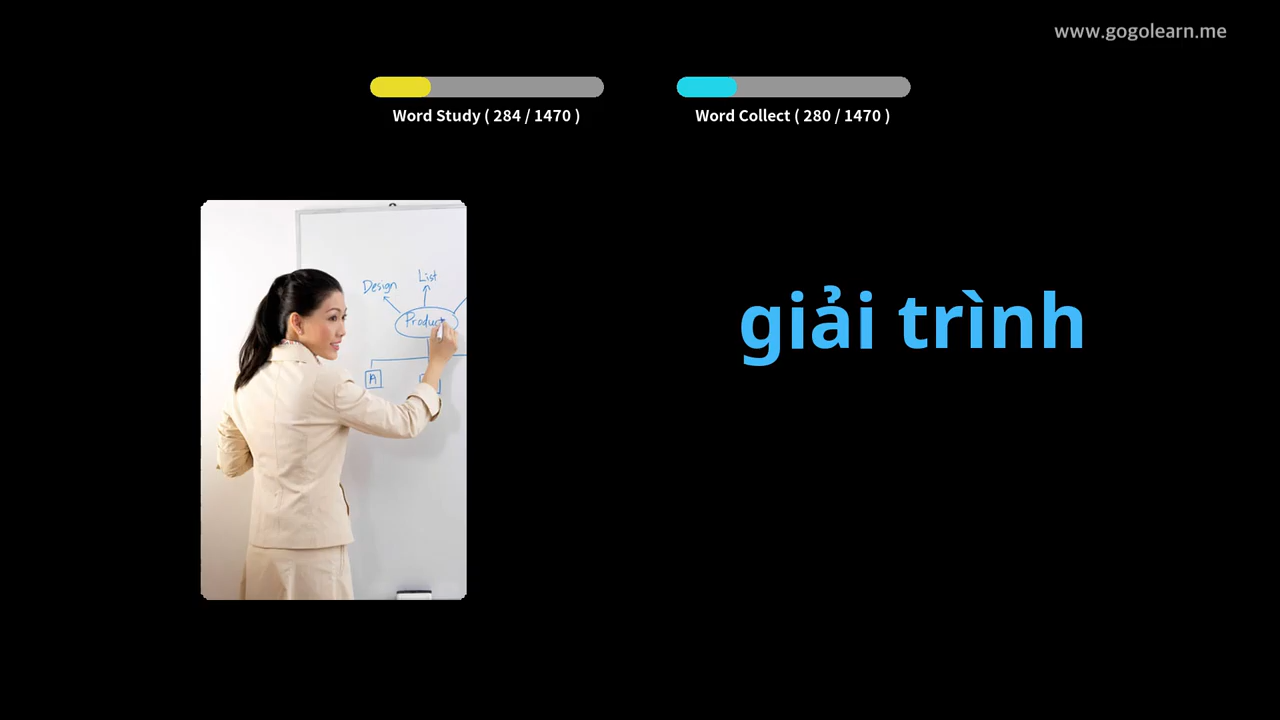 www.gogolearn.me
Word Study ( 284 / 1470 )
Word Collect ( 280 / 1470 )
giải trình
Design
List
Product
A